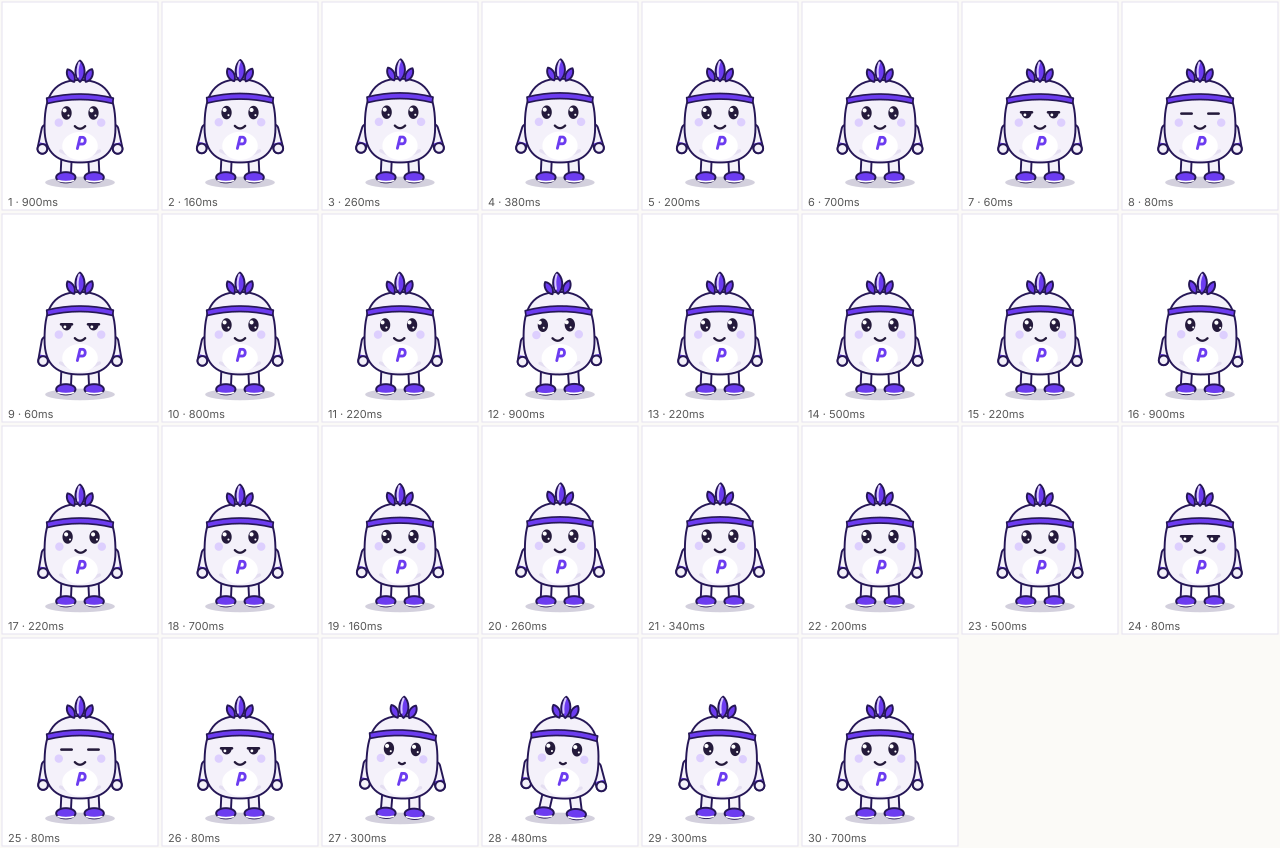 P P P P P P P P
1 · 900ms 2 · 160ms 3 · 260ms 4 · 380ms 5 · 200ms 6 · 700ms 7 · 60ms 8 · 80ms
P P P P P P P P
9 · 60ms 10 · 800ms 11 · 220ms 12 · 900ms 13 · 220ms 14 · 500ms 15 · 220ms 16 · 900ms
P P P P P P P P
17 · 220ms 18 · 700ms 19 · 160ms 20 · 260ms 21 · 340ms 22 · 200ms 23 · 500ms 24 · 80ms
P P P P P P
25 · 80ms 26 · 80ms 27 · 300ms 28 · 480ms 29 · 300ms 30 · 700ms